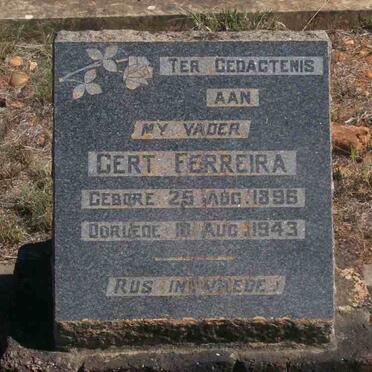 TER GEDAGTENIS
AAN
MY VADER
GERT FERREIRA
GEBORE 25 AUG. 1896
OORLEDE 10 AUG. 1943
RUS IN VREDE